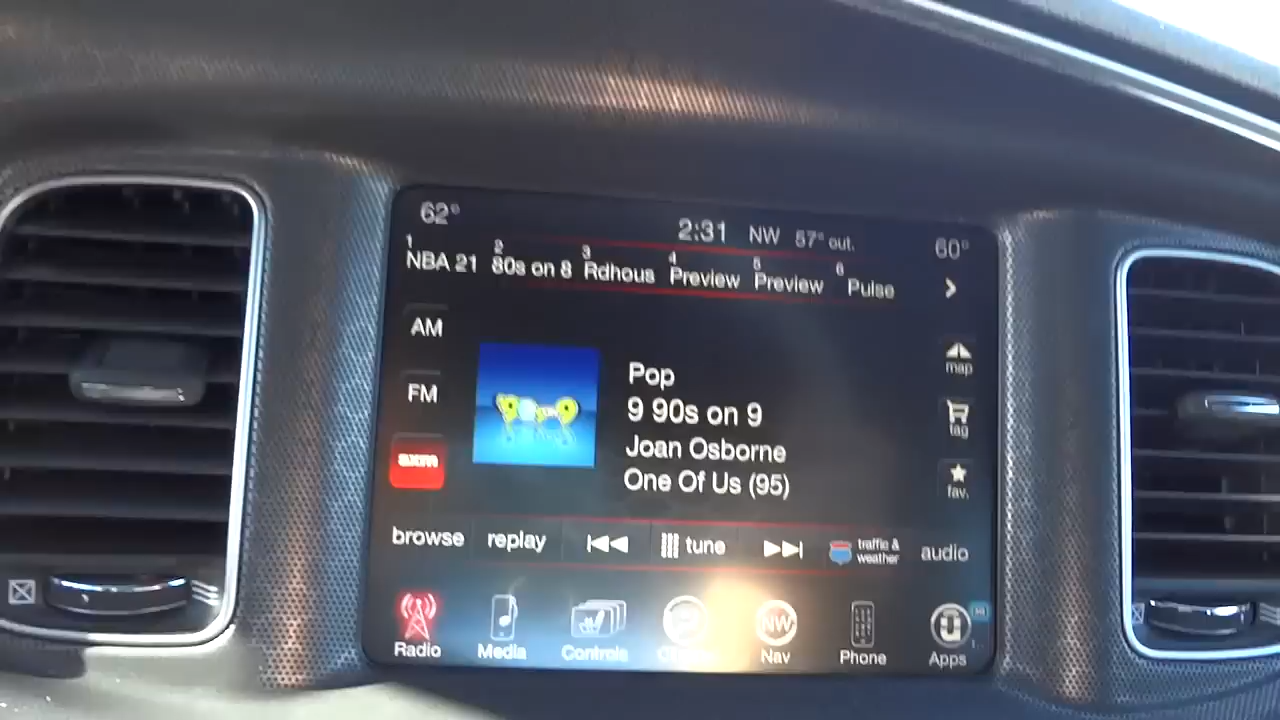 62° 2:31 NW 57° out. 60°
1 2 3 4 5 6
NBA 21 80s on 8 Rdhous Preview Preview Pulse
AM
FM
sxm
Pop
9 90s on 9
Joan Osborne
One Of Us (95)
map
tag
fav.
browse replay tune traffic & weather audio
Radio Media Controls NW Nav Phone Apps